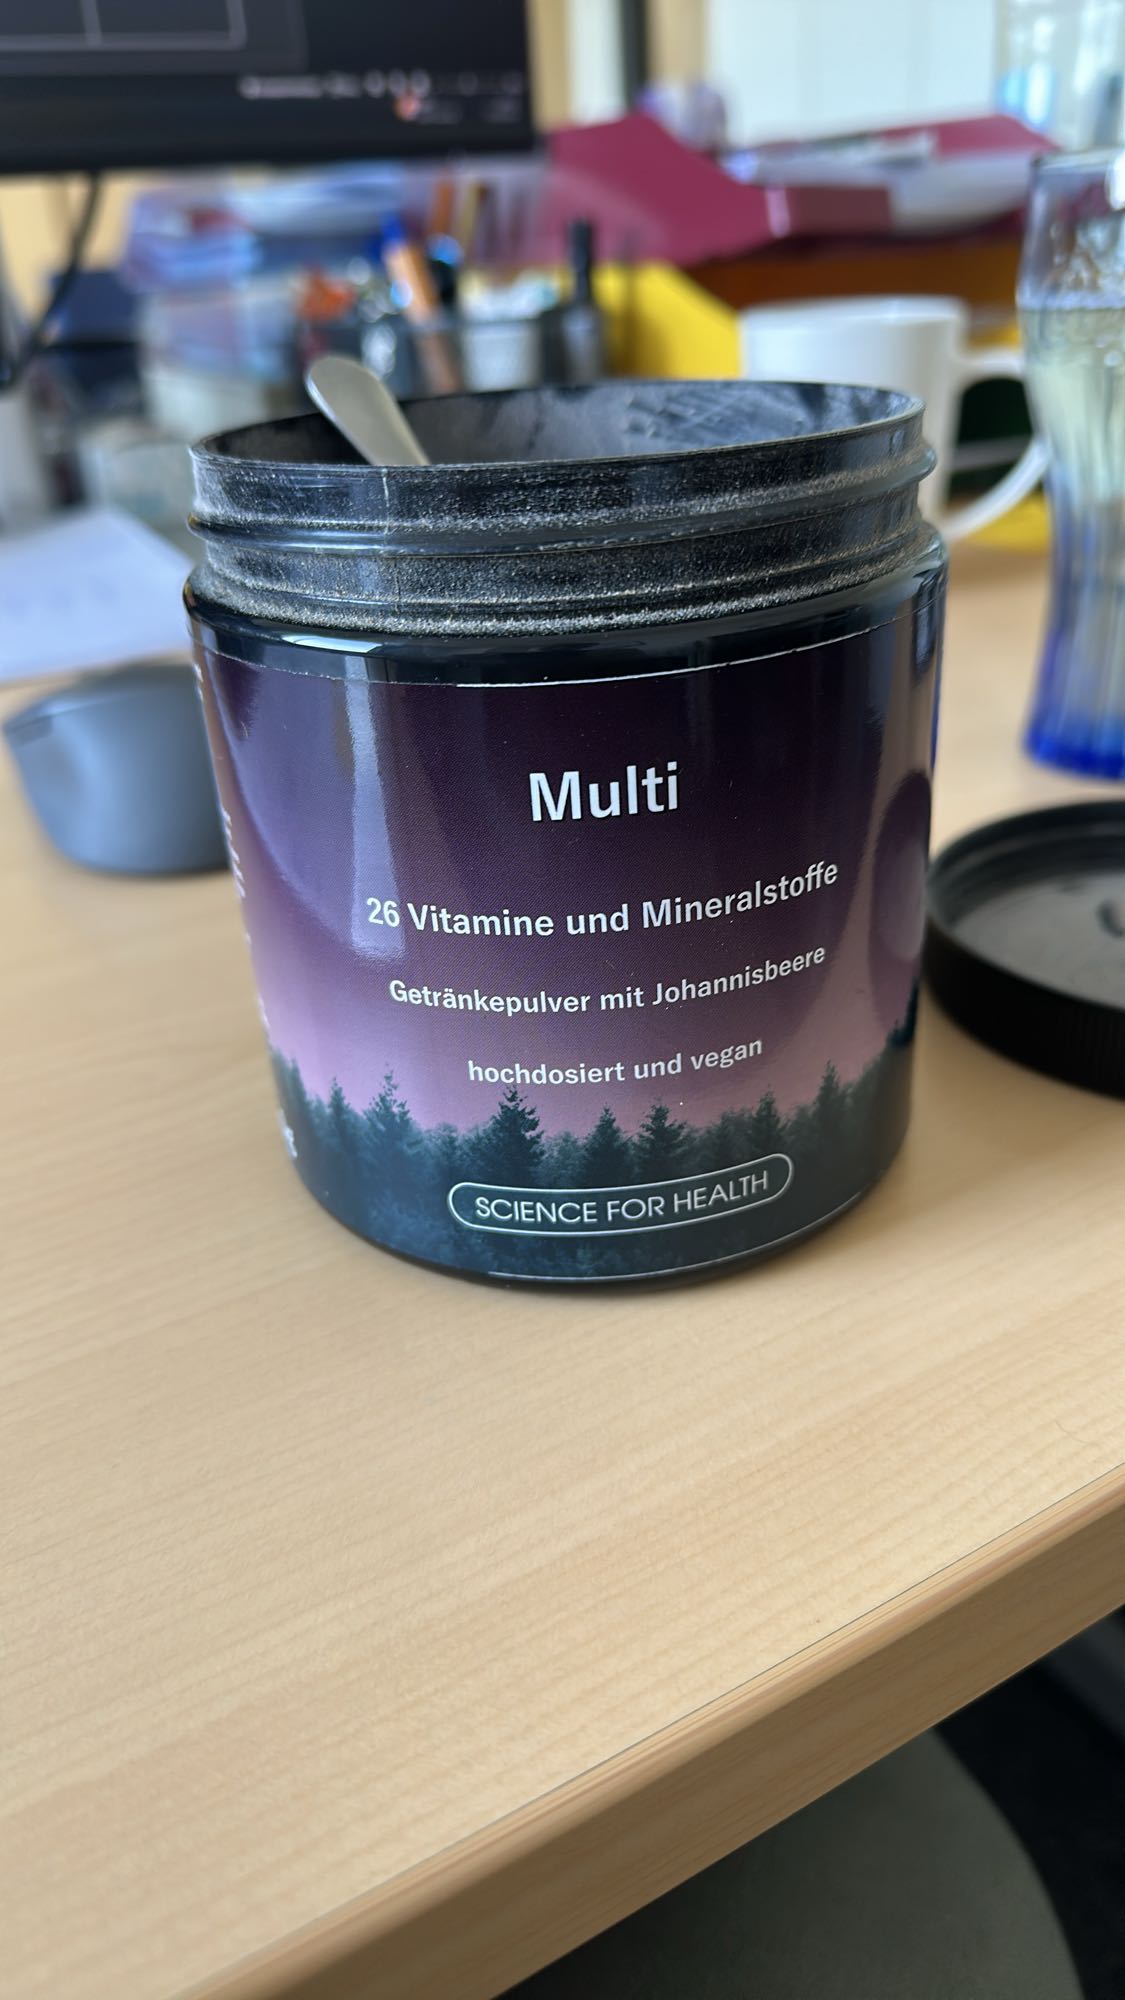 Multi
26 Vitamine und Mineralstoffe
Getränkepulver mit Johannisbeere
hochdosiert und vegan
SCIENCE FOR HEALTH